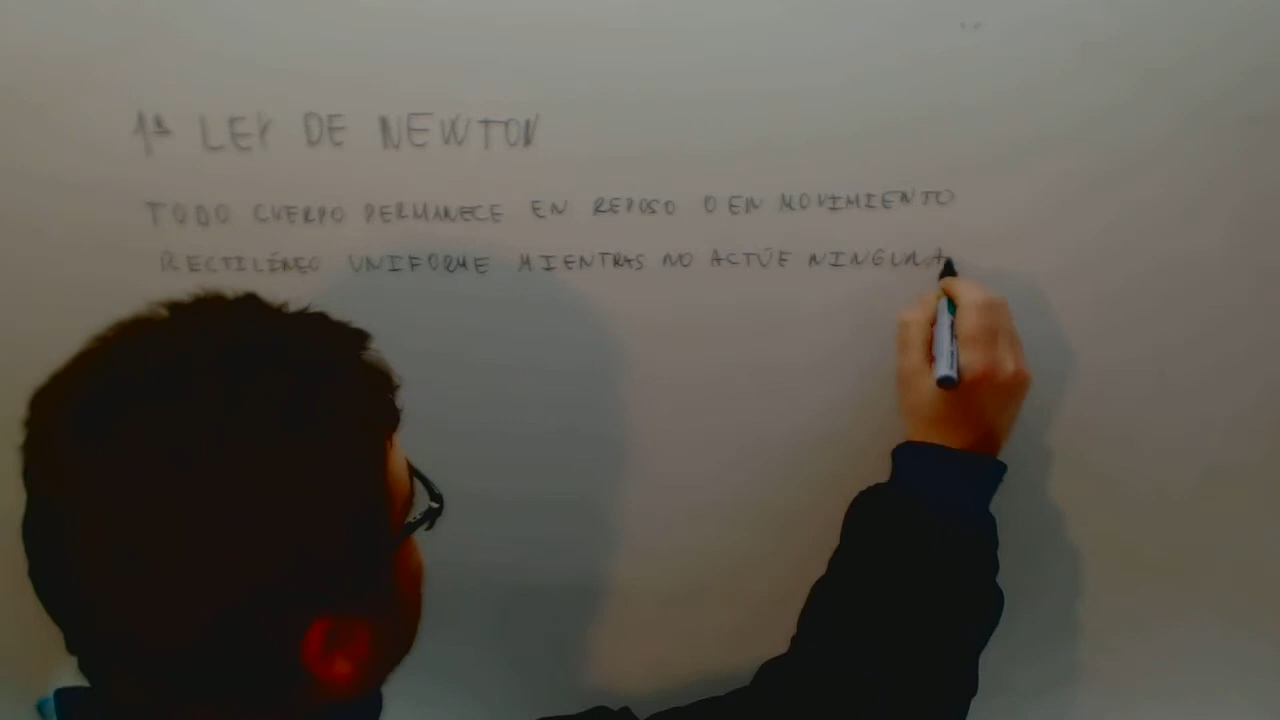 1ª LEY DE NEWTON
TODO CUERPO PERMANECE EN REPOSO O EN MOVIMIENTO
RECTILÍNEO UNIFORME MIENTRAS NO ACTÚE NINGUNA